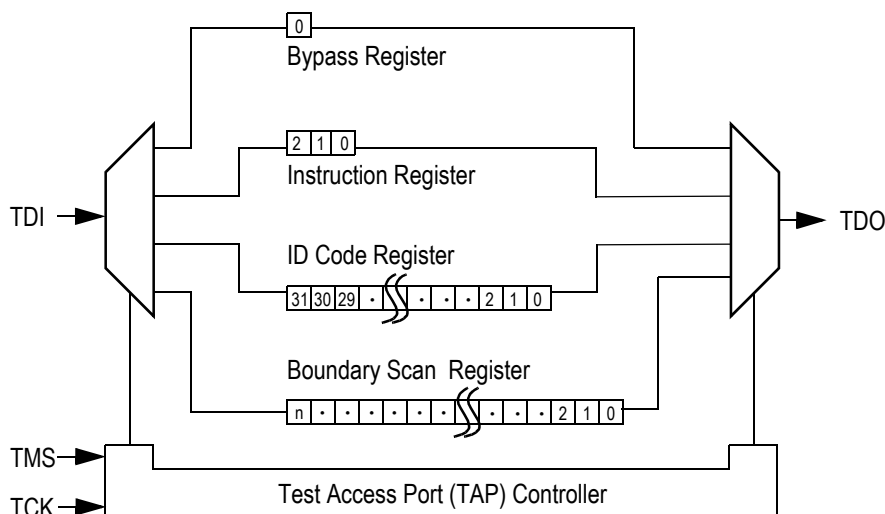 0
Bypass Register
2 1 0
Instruction Register
TDI
TDO
ID Code Register
31 30 29 · · · · · 2 1 0
Boundary Scan Register
n · · · · · · · · · 2 1 0
TMS
Test Access Port (TAP) Controller
TCK